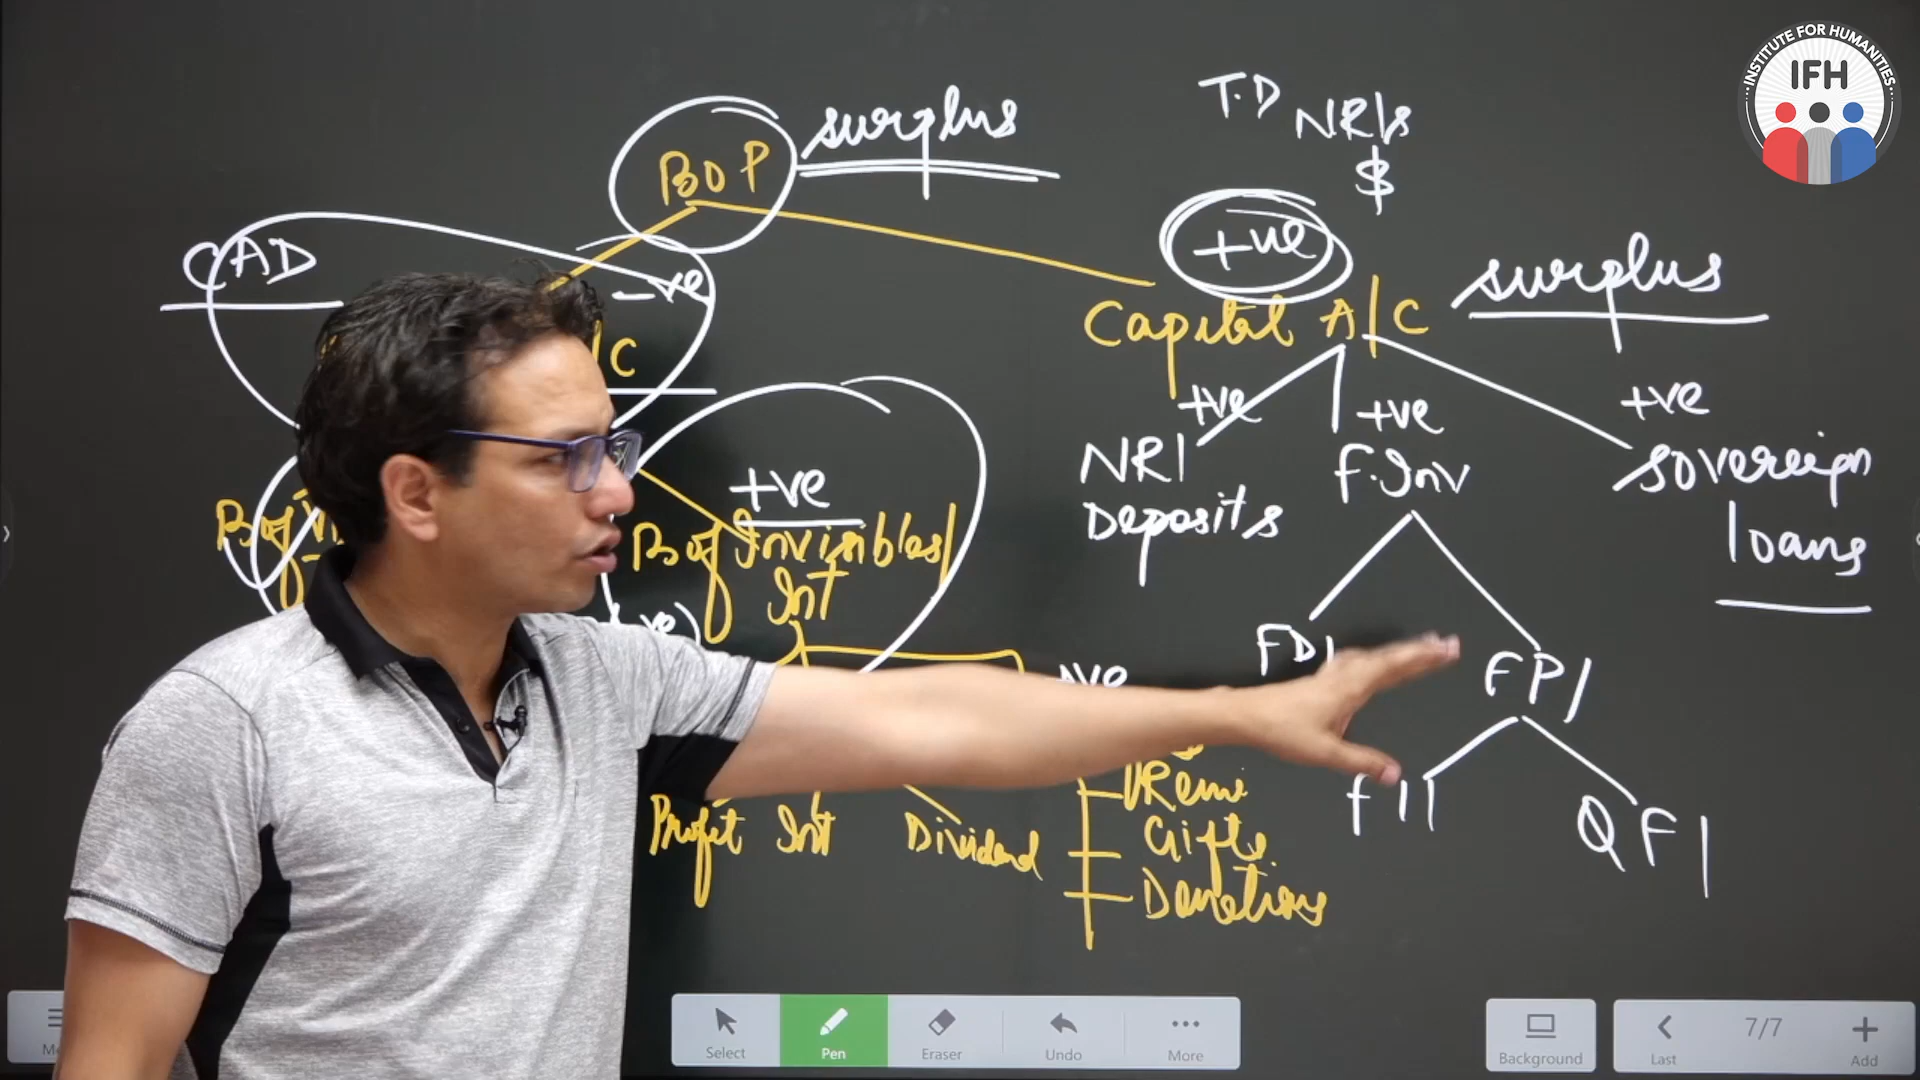 INSTITUTE FOR HUMANITIES
IFH
T.D NRIs
$
BOP surplus
CAD
-ve
+ve
Capital A/C surplus
/C
+ve
+ve
+ve
NRI
Deposits
F.Inv
Sovereign
loans
+ve
B of Invisibles/
Int
FDI
FPI
+ve
FII
QFI
Profit Int Dividend
Remi
Gifts
Donations
Select
Pen
Eraser
Undo
More
Background
Last
7/7
Add